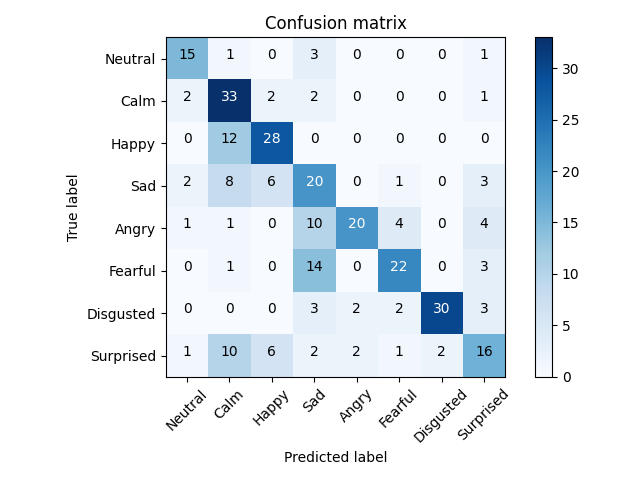 Confusion matrix
True label
Neutral 15 1 0 3 0 0 0 1
Calm 2 33 2 2 0 0 0 1
Happy 0 12 28 0 0 0 0 0
Sad 2 8 6 20 0 1 0 3
Angry 1 1 0 10 20 4 0 4
Fearful 0 1 0 14 0 22 0 3
Disgusted 0 0 0 3 2 2 30 3
Surprised 1 10 6 2 2 1 2 16
Neutral Calm Happy Sad Angry Fearful Disgusted Surprised
Predicted label
30
25
20
15
10
5
0